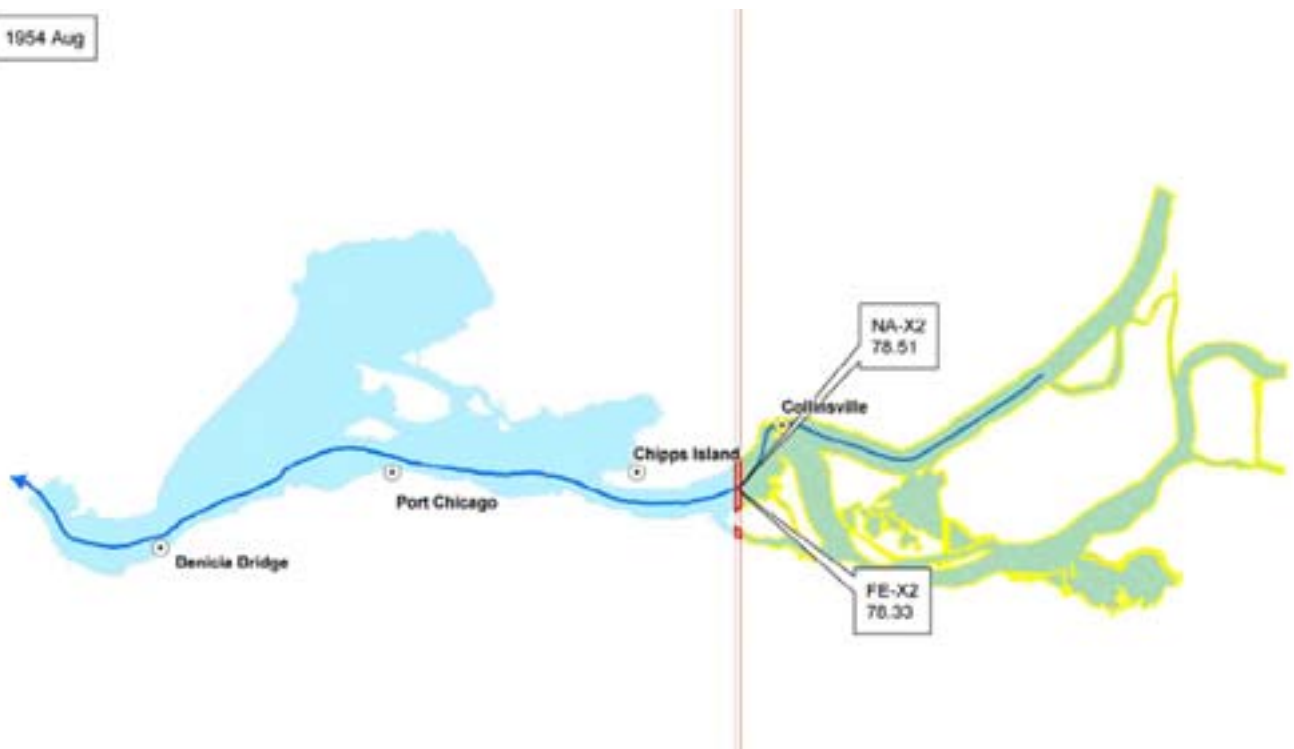 1954 Aug
NA-X2
78.51
Collinsville
Chipps Island
Port Chicago
Benicia Bridge
FE-X2
78.33